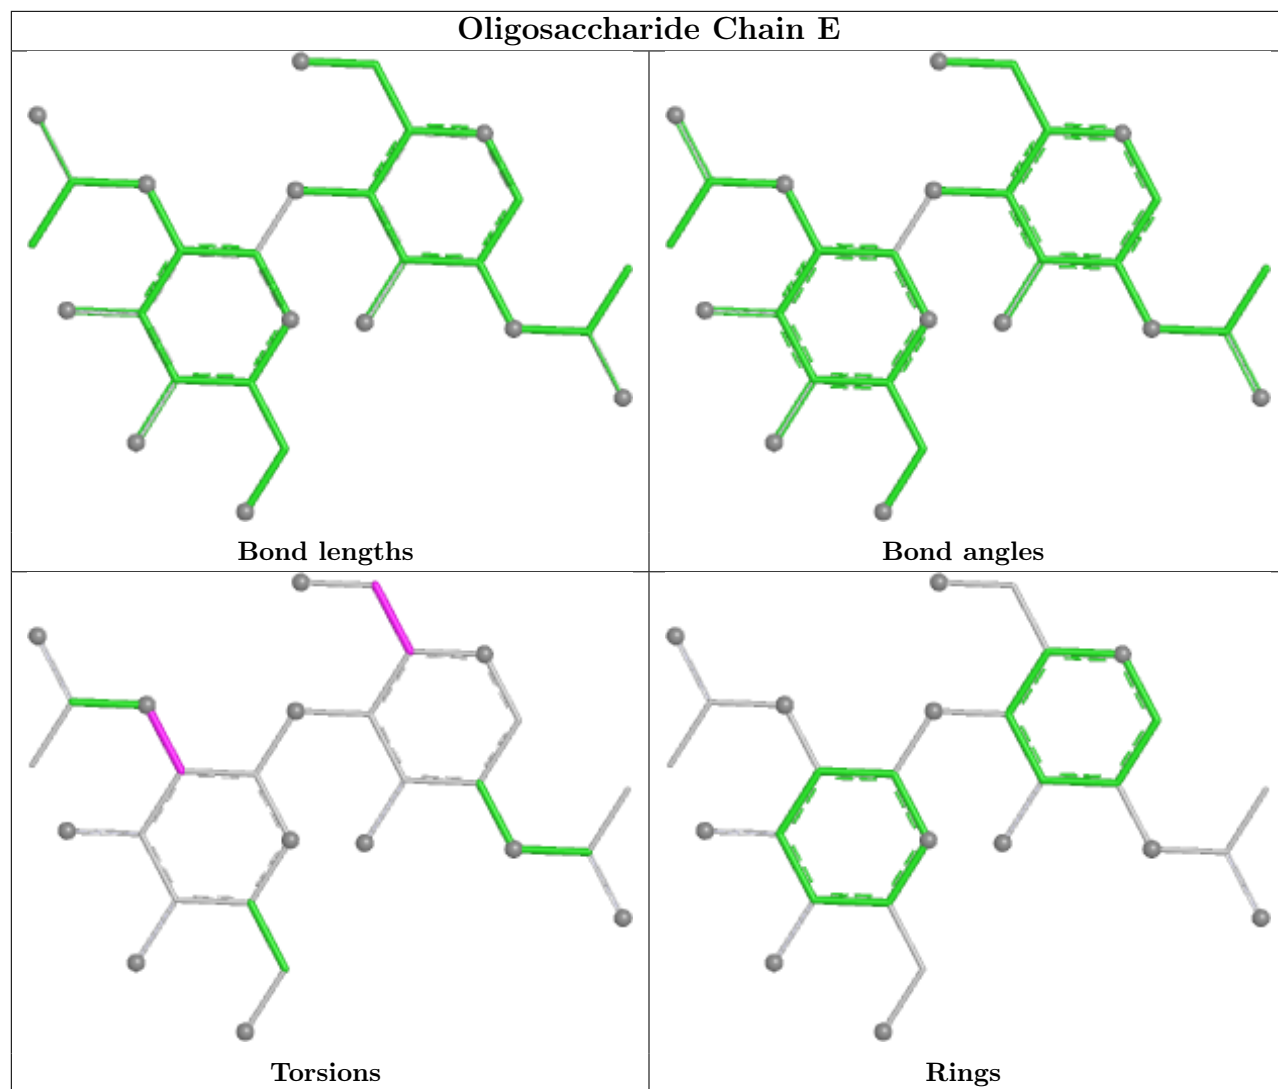 Oligosaccharide Chain E
Bond lengths
Bond angles
Torsions
Rings